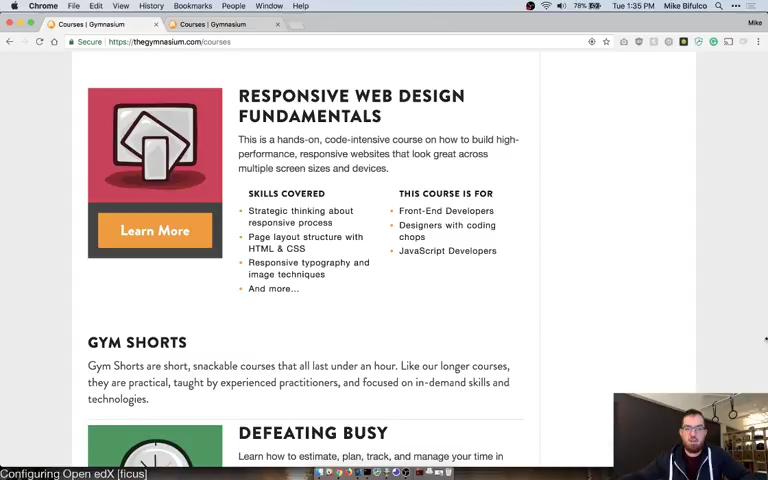 Chrome File Edit View History Bookmarks People Window Help
78% Tue 1:35 PM Mike Bifulco
Courses | Gymnasium
Courses | Gymnasium
Mike
Secure https://thegymnasium.com/courses
RESPONSIVE WEB DESIGN
FUNDAMENTALS
This is a hands-on, code-intensive course on how to build high-
performance, responsive websites that look great across
multiple screen sizes and devices.
SKILLS COVERED
Strategic thinking about
responsive process
Page layout structure with
HTML & CSS
Responsive typography and
image techniques
And more...
THIS COURSE IS FOR
Front-End Developers
Designers with coding
chops
JavaScript Developers
Learn More
GYM SHORTS
Gym Shorts are short, snackable courses that all last under an hour. Like our longer courses,
they are practical, taught by experienced practitioners, and focused on in-demand skills and
technologies.
DEFEATING BUSY
Learn how to estimate, plan, track, and manage your time in
Configuring Open edX [ficus]